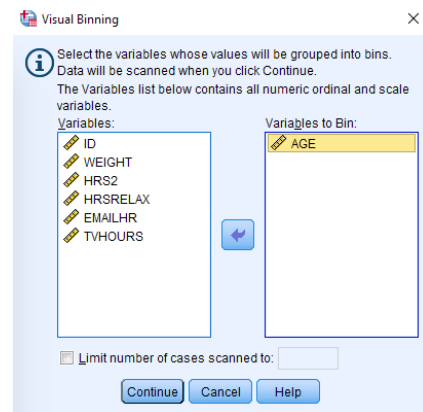 Visual Binning
Select the variables whose values will be grouped into bins.
Data will be scanned when you click Continue.
The Variables list below contains all numeric ordinal and scale
variables.
Variables:
ID
WEIGHT
HRS2
HRSRELAX
EMAILHR
TVHOURS
Variables to Bin:
AGE
Limit number of cases scanned to:
Continue Cancel Help